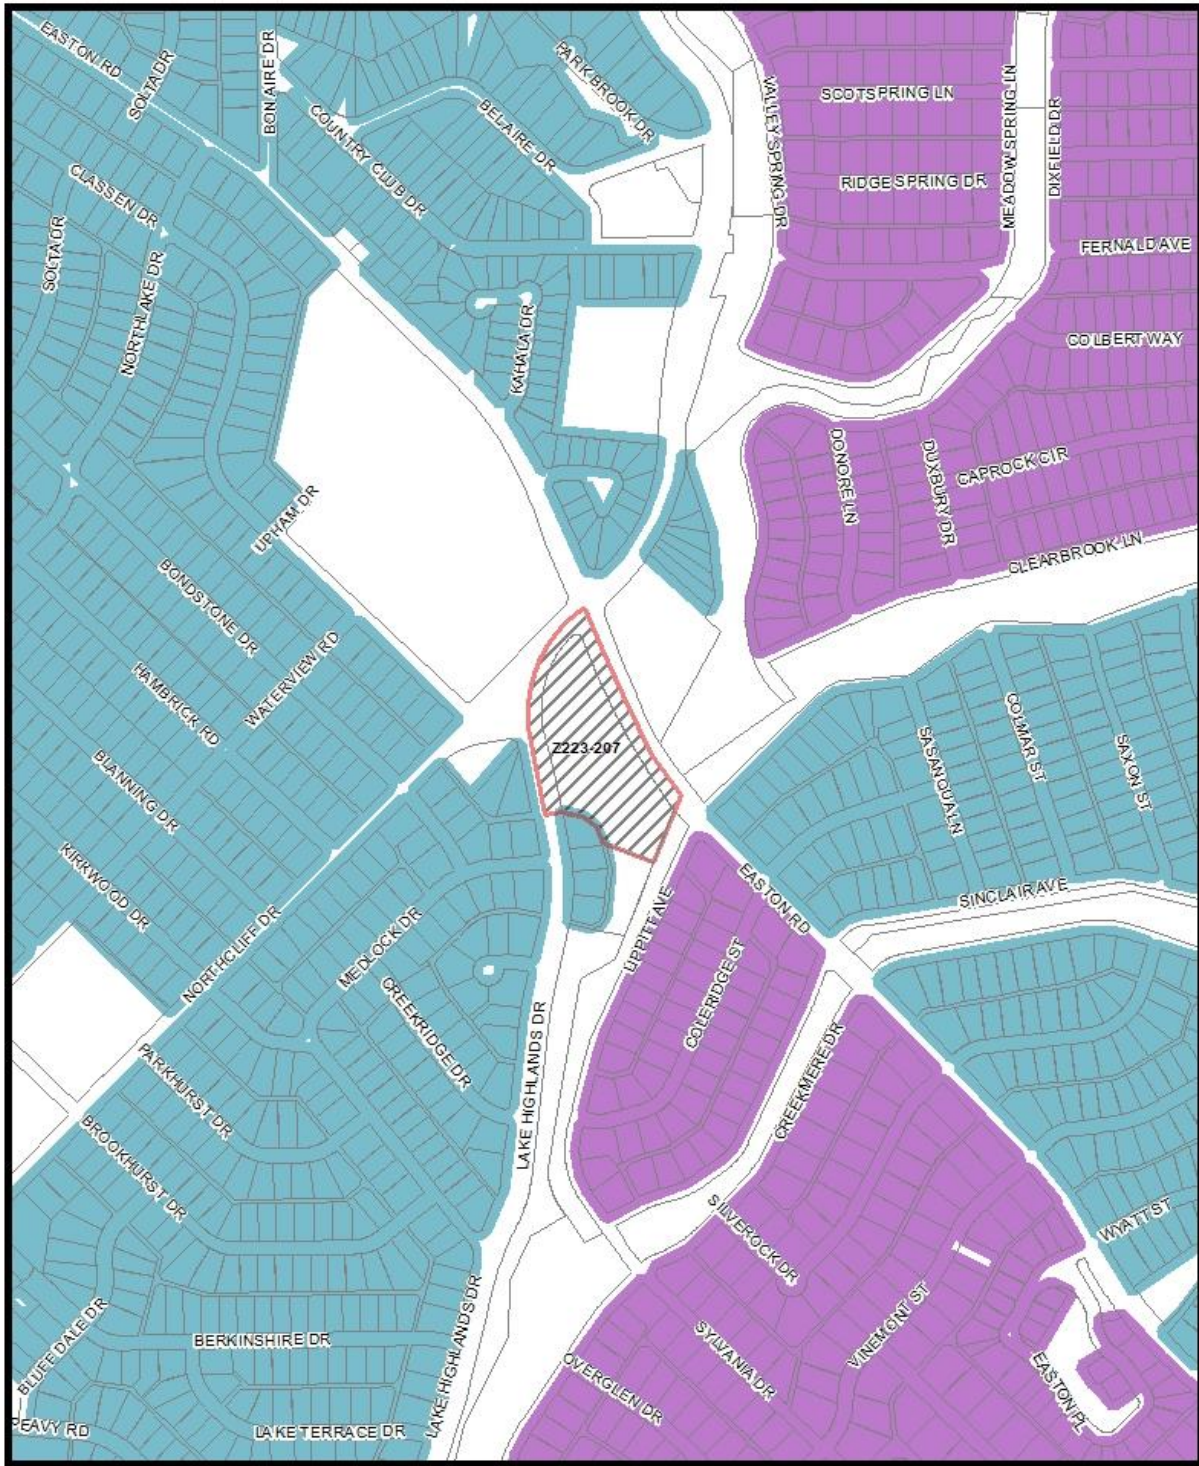 EASTON RD
SOLTA DR
BON AIRE DR
COUNTRY CLUB DR
BELAIRE DR
PARK BROOK DR
VALLEY SPRING DR
SCOTSPRING LN
MEADOW SPRING LN
DIXFIELD DR
RIDGE SPRING DR
FERNALD AVE
CLASSEN DR
SOLTA DR
NORTHLAKE DR
KAHALA DR
COLBERT WAY
DONORE LN
DUXBURY DR
CAPROCK CIR
CLEARBROOK LN
UPHAM DR
BONDSTONE DR
WATERVIEW RD
HAMBRICK RD
BLANNING DR
KIRKWOOD DR
Z223-207
SASANQUA LN
COLMAR ST
SAXON ST
SINCLAIR AVE
EASTON RD
LIPPITT AVE
COLERIDGE ST
NORTHCLIFF DR
MEDLOCK DR
CREEKRIDGE DR
LAKE HIGHLANDS DR
CREEKMERE DR
PARKHURST DR
BROOKHURST DR
SILVEROCK DR
WYATT ST
VINEMONT ST
BLUFFDALE DR
BERKINSHIRE DR
LAKE HIGHLANDS DR
SYLVANIA DR
OVERGLEN DR
EASTON PL
PEAVY RD
LAKE TERRACE DR